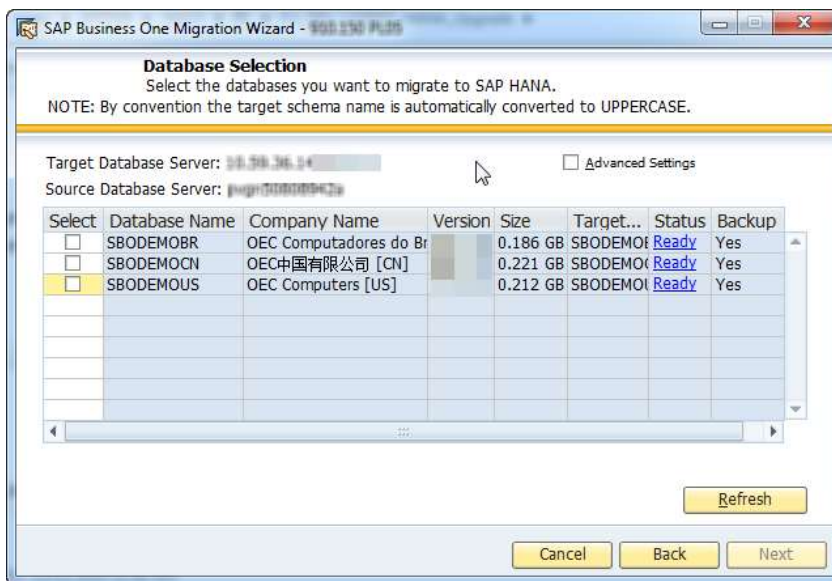 SAP Business One Migration Wizard -
Database Selection
Select the databases you want to migrate to SAP HANA.
NOTE: By convention the target schema name is automatically converted to UPPERCASE.
Target Database Server:
Advanced Settings
Source Database Server:
Select Database Name Company Name Version Size Target... Status Backup
SBODEMOBR OEC Computadores do Br 0.186 GB SBODEMOB Ready Yes
SBODEMOCN OEC中国有限公司 [CN] 0.221 GB SBODEMOC Ready Yes
SBODEMOUS OEC Computers [US] 0.212 GB SBODEMOU Ready Yes
Refresh
Cancel Back Next